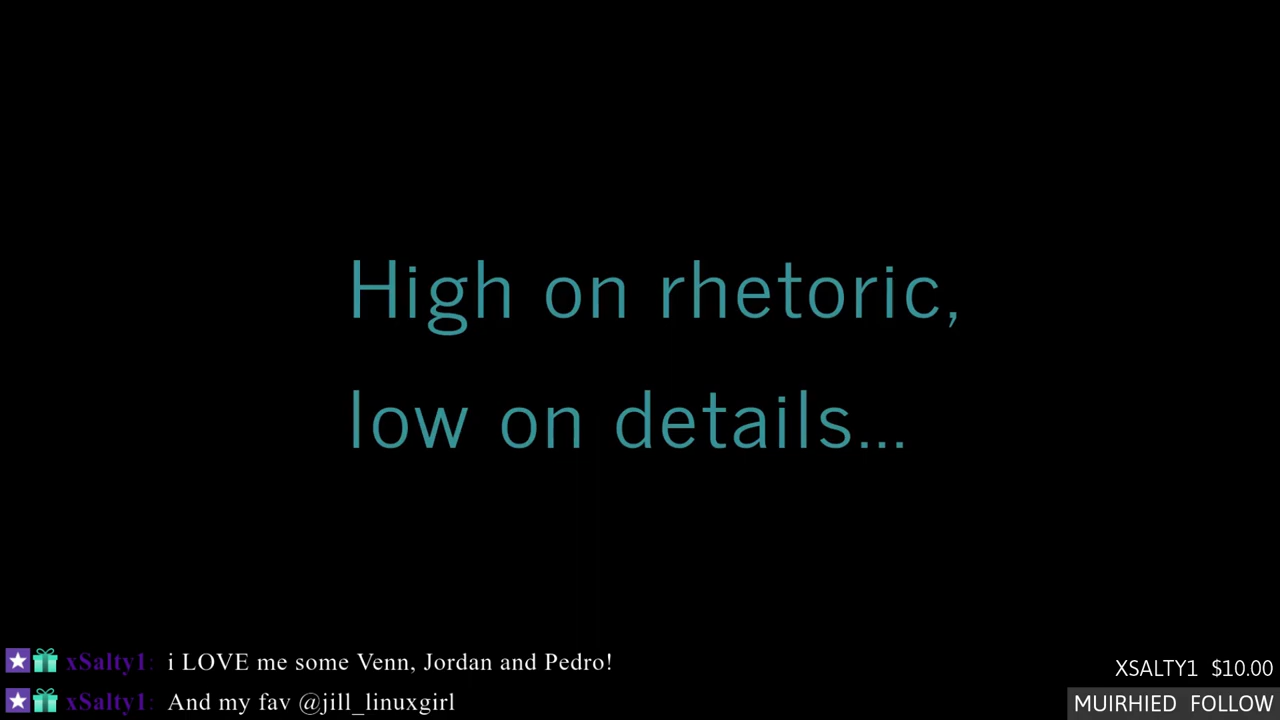 High on rhetoric,
low on details...
xSalty1: i LOVE me some Venn, Jordan and Pedro!
xSalty1: And my fav @jill_linuxgirl
XSALTY1 $10.00
MUIRHIED FOLLOW